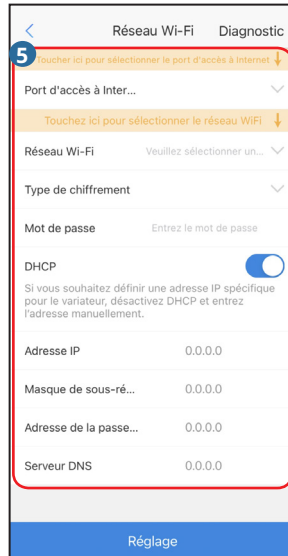 Réseau Wi-Fi Diagnostic
5
Toucher ici pour sélectionner le port d'accès à Internet
Port d'accès à Inter...
Touchez ici pour sélectionner le réseau WiFi
Réseau Wi-Fi Veuillez sélectionner un...
Type de chiffrement
Mot de passe Entrez le mot de passe
DHCP
Si vous souhaitez définir une adresse IP spécifique
pour le variateur, désactivez DHCP et entrez
l'adresse manuellement.
Adresse IP 0.0.0.0
Masque de sous-ré... 0.0.0.0
Adresse de la passe... 0.0.0.0
Serveur DNS 0.0.0.0
Réglage